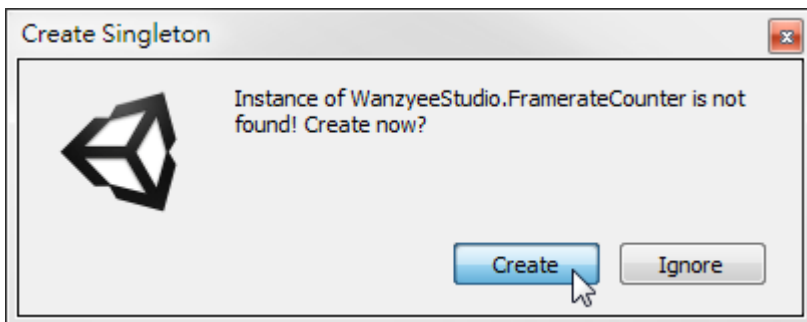 Create Singleton
Instance of WanzyeeStudio.FramerateCounter is not
found! Create now?
Create
Ignore